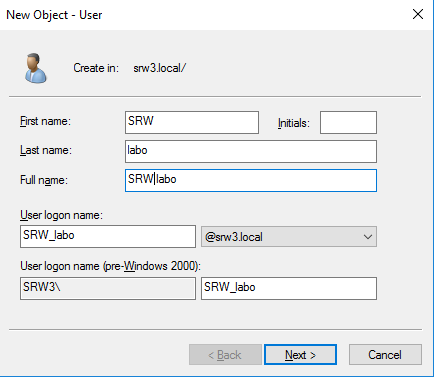 New Object - User
Create in: srw3.local/
First name: SRW Initials:
Last name: labo
Full name: SRW labo
User logon name:
SRW_labo @srw3.local
User logon name (pre-Windows 2000):
SRW3\ SRW_labo
< Back Next > Cancel